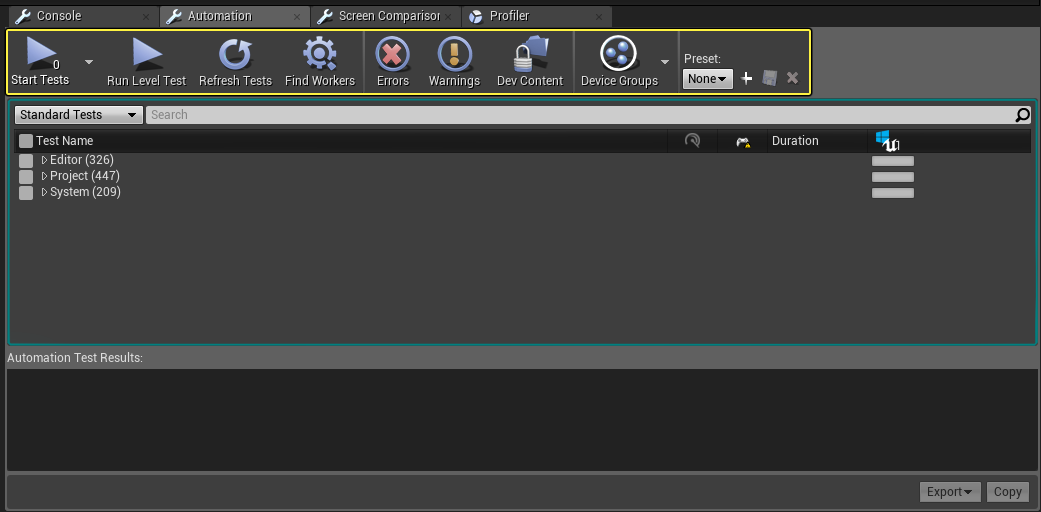 Console Automation Screen Comparison Profiler
0
Start Tests Run Level Test Refresh Tests Find Workers Errors Warnings Dev Content Device Groups
Preset:
None
Standard Tests Search
Test Name Duration
Editor (326)
Project (447)
System (209)
Automation Test Results:
Export Copy